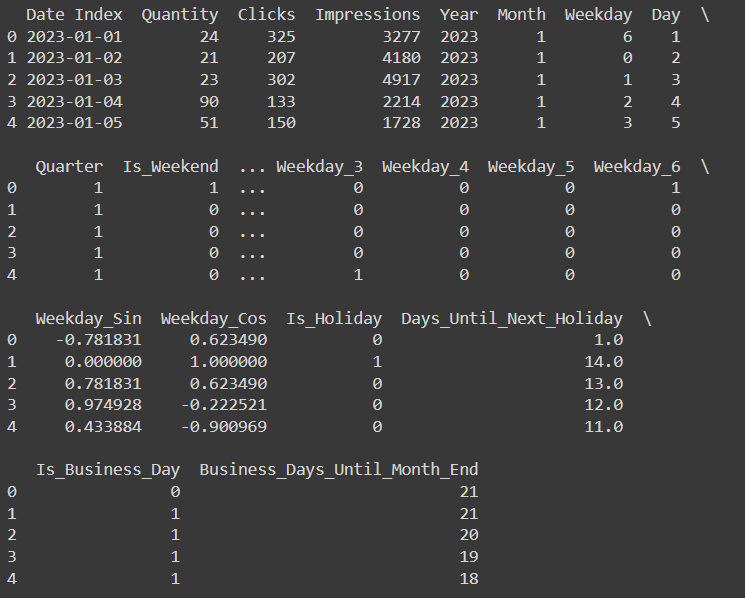 Date Index  Quantity  Clicks  Impressions  Year  Month  Weekday  Day  \
0 2023-01-01        24     325         3277  2023      1        6    1
1 2023-01-02        21     207         4180  2023      1        0    2
2 2023-01-03        23     302         4917  2023      1        1    3
3 2023-01-04        90     133         2214  2023      1        2    4
4 2023-01-05        51     150         1728  2023      1        3    5
   Quarter  Is_Weekend  ... Weekday_3  Weekday_4  Weekday_5  Weekday_6  \
0        1           1  ...         0          0          0          1
1        1           0  ...         0          0          0          0
2        1           0  ...         0          0          0          0
3        1           0  ...         0          0          0          0
4        1           0  ...         1          0          0          0
   Weekday_Sin  Weekday_Cos  Is_Holiday  Days_Until_Next_Holiday  \
0    -0.781831     0.623490           0                      1.0
1     0.000000     1.000000           1                     14.0
2     0.781831     0.623490           0                     13.0
3     0.974928    -0.222521           0                     12.0
4     0.433884    -0.900969           0                     11.0
   Is_Business_Day  Business_Days_Until_Month_End
0                0                             21
1                1                             21
2                1                             20
3                1                             19
4                1                             18